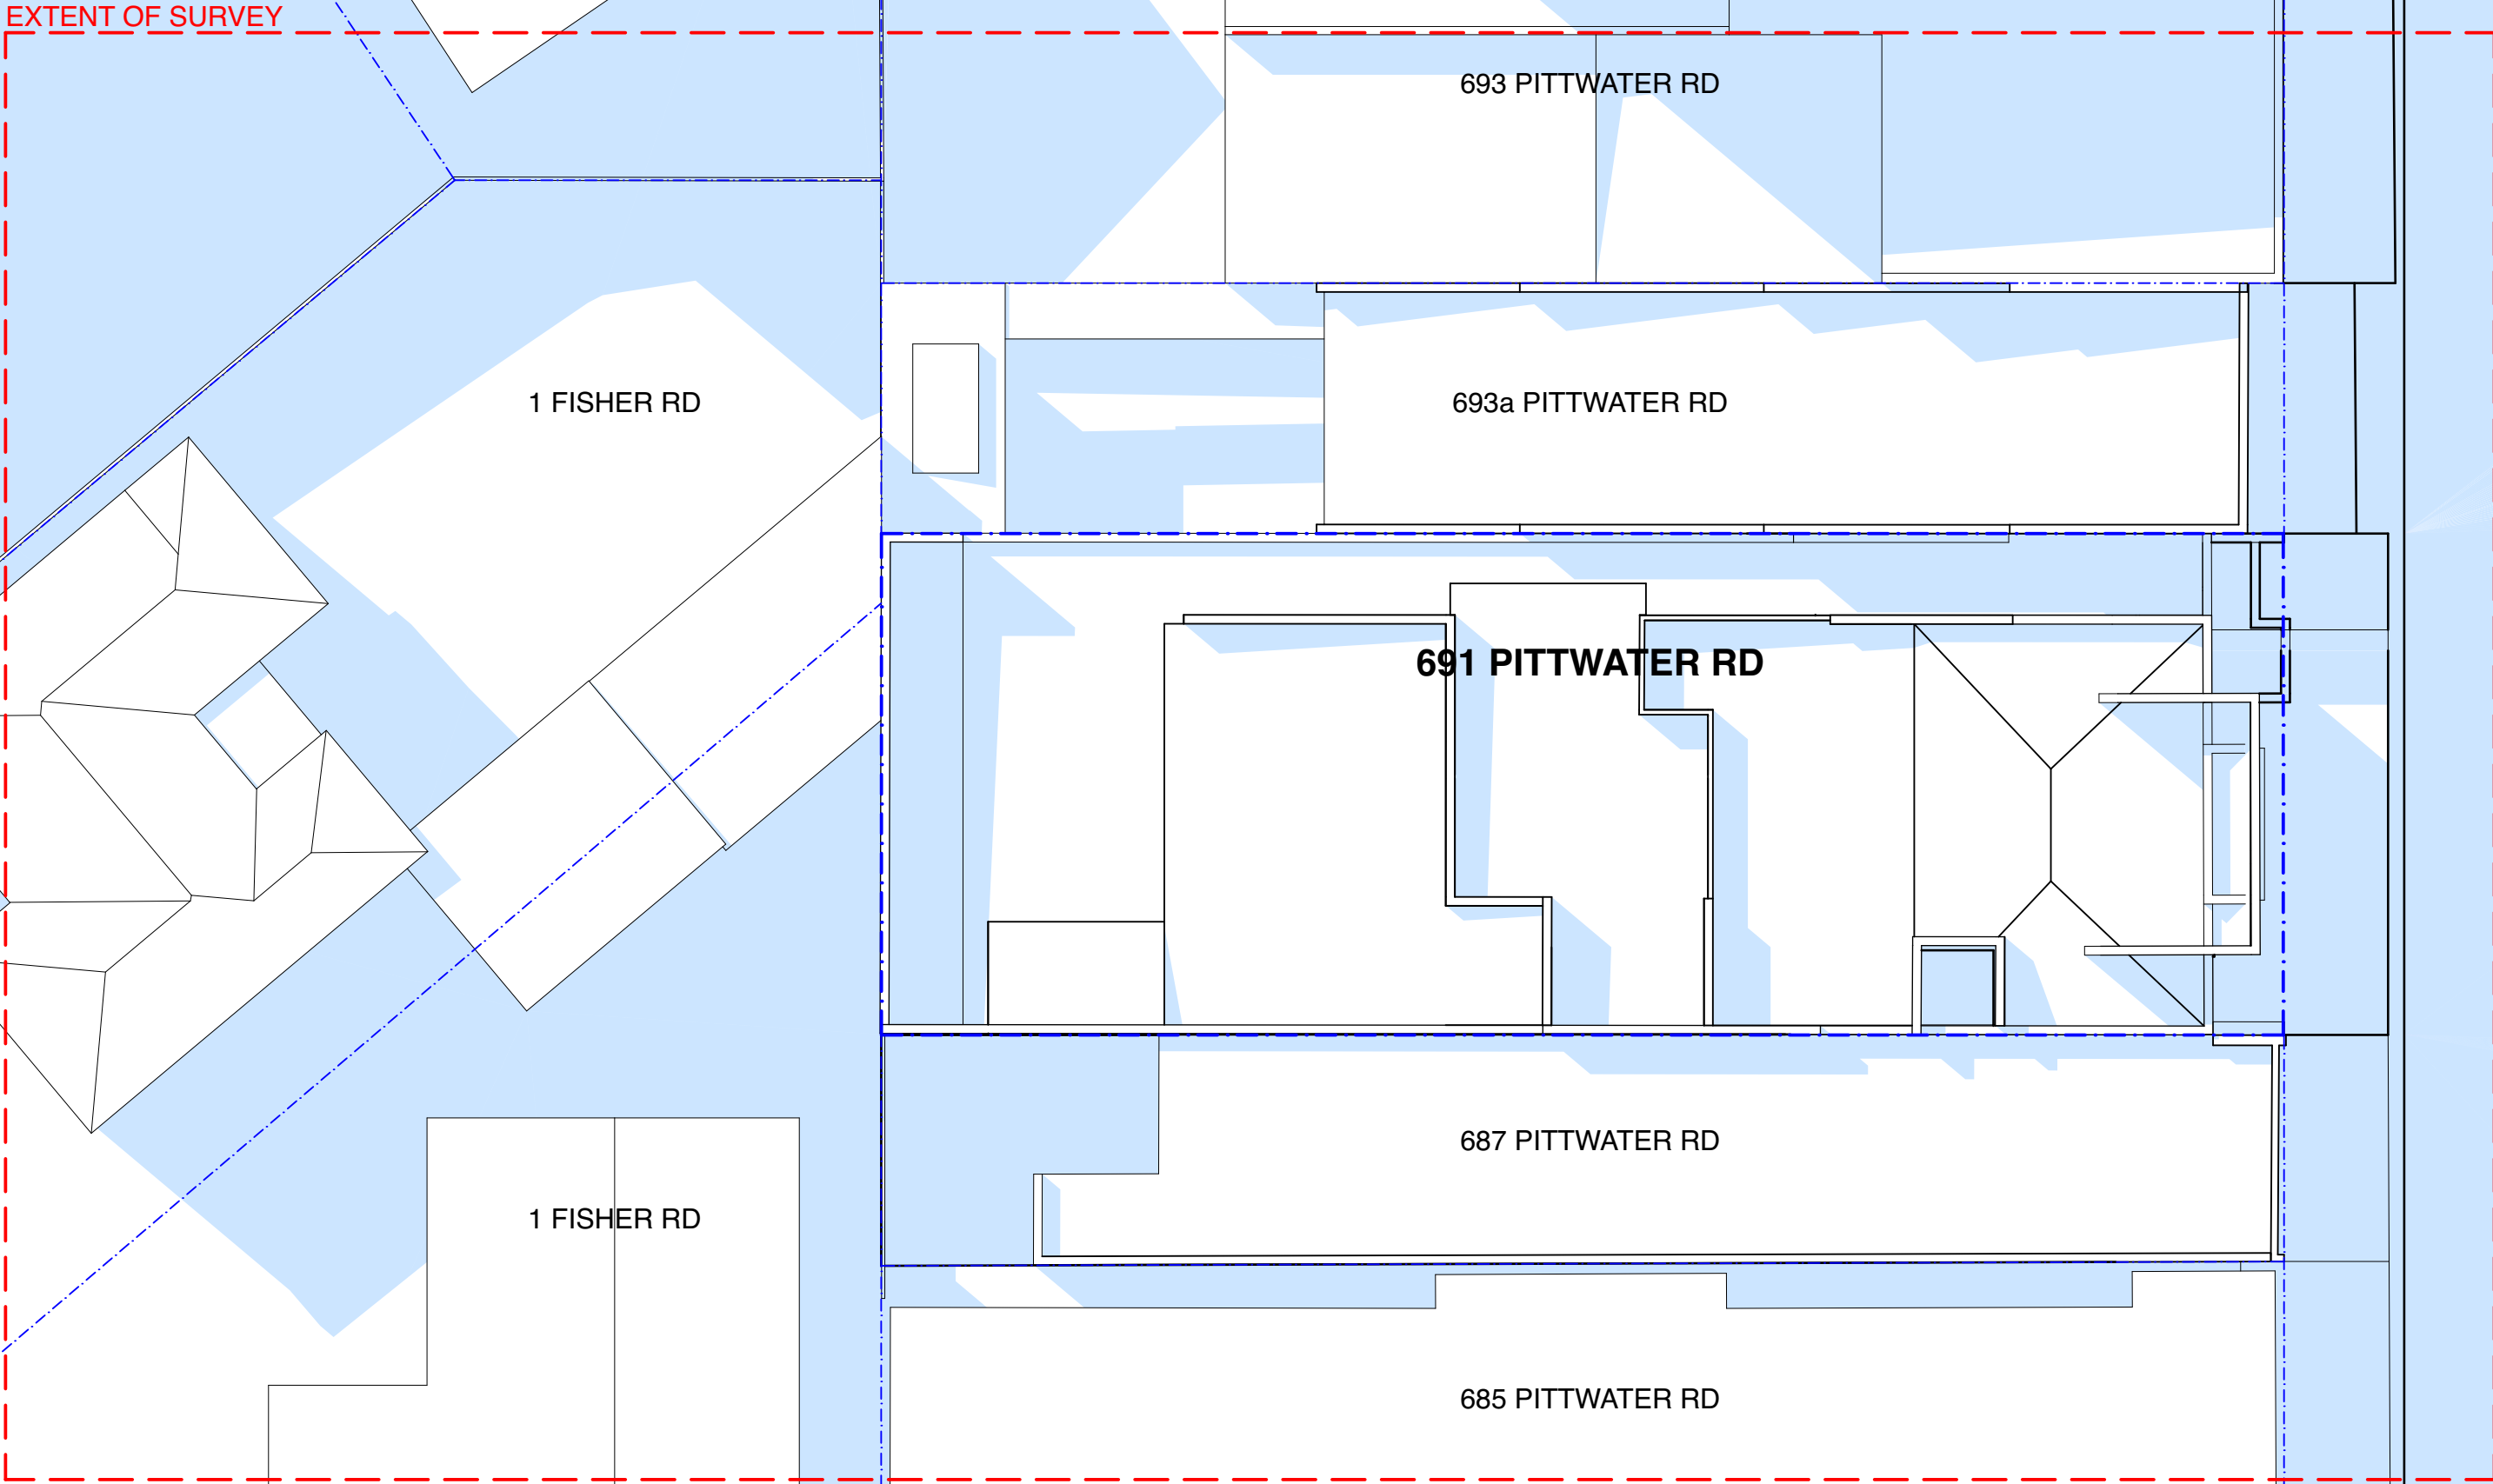 EXTENT OF SURVEY
693 PITTWATER RD
1 FISHER RD
693a PITTWATER RD
691 PITTWATER RD
687 PITTWATER RD
1 FISHER RD
685 PITTWATER RD